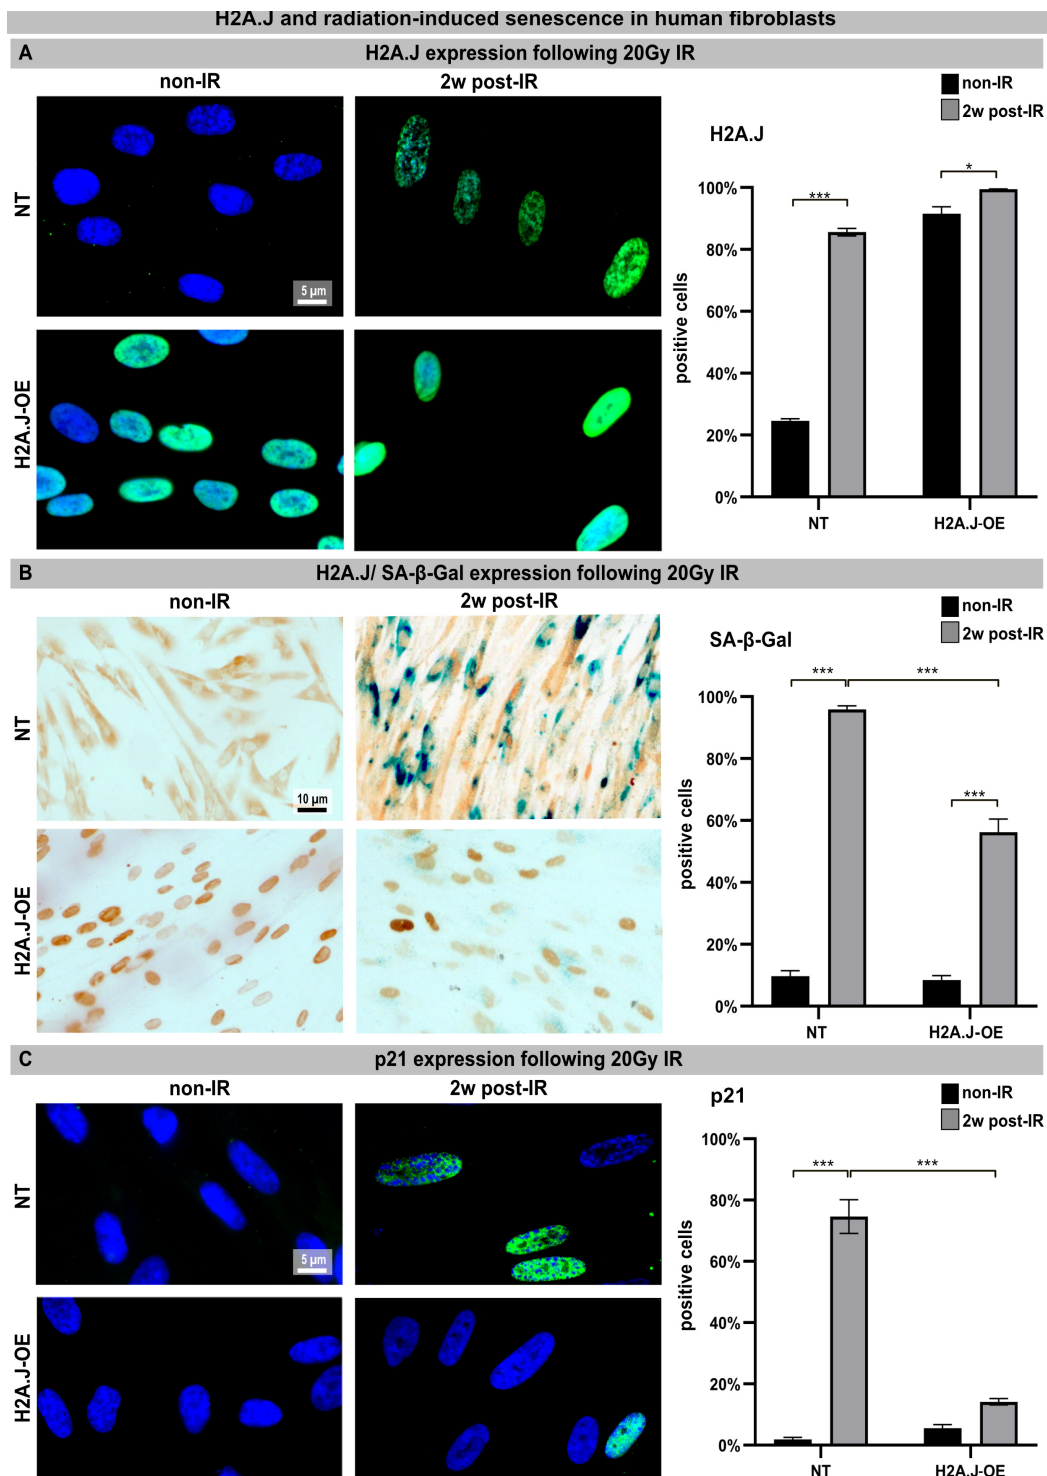 H2A.J and radiation-induced senescence in human fibroblasts
A H2A.J expression following 20Gy IR
non-IR 2w post-IR
NT
5 µm
H2A.J-OE
non-IR
2w post-IR
H2A.J
***
*
positive cells
100%
80%
60%
40%
20%
0%
NT H2A.J-OE
B H2A.J/ SA-β-Gal expression following 20Gy IR
non-IR 2w post-IR
NT
10 µm
H2A.J-OE
non-IR
2w post-IR
SA-β-Gal
*** ***
***
positive cells
100%
80%
60%
40%
20%
0%
NT H2A.J-OE
C p21 expression following 20Gy IR
non-IR 2w post-IR
NT
5 µm
H2A.J-OE
non-IR
2w post-IR
p21
*** ***
positive cells
100%
80%
60%
40%
20%
0%
NT H2A.J-OE